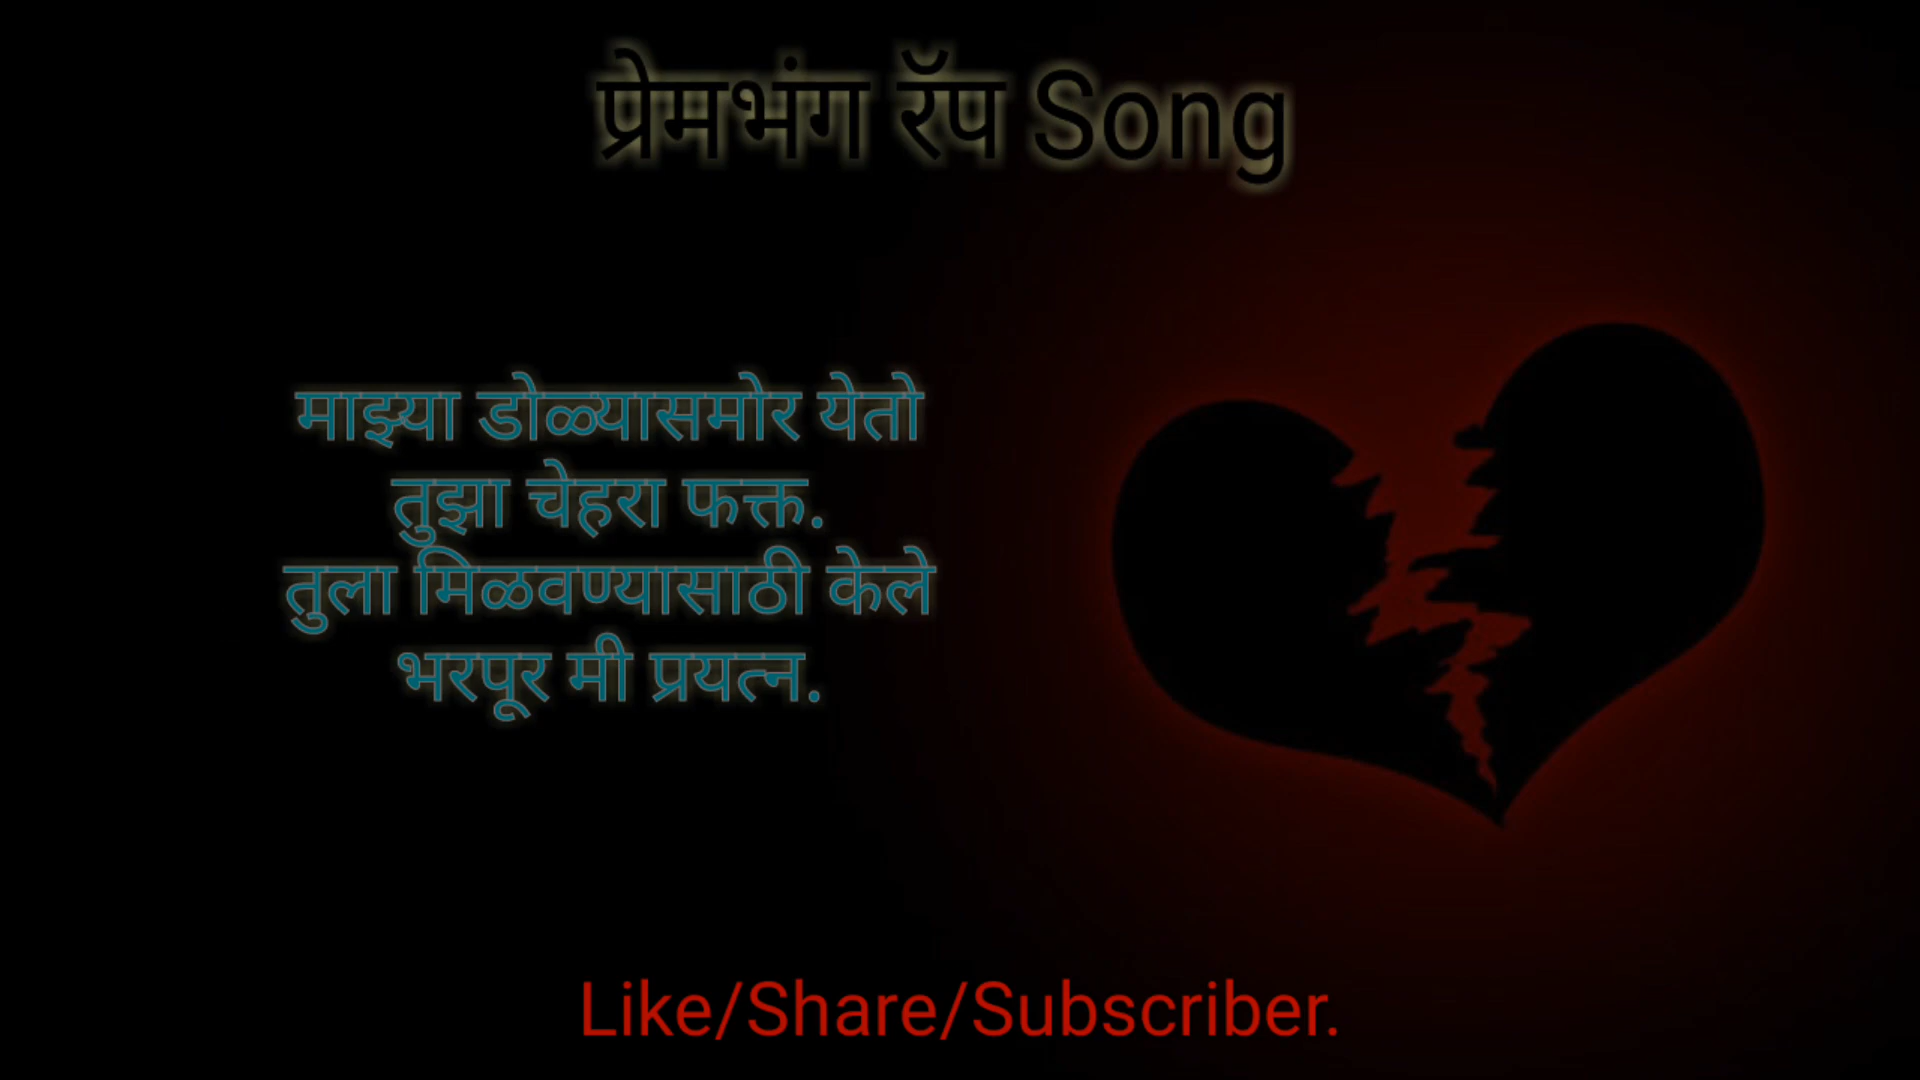 प्रेमभंग रॅप Song
माझ्या डोळ्यासमोर येतो
तुझा चेहरा फक्त.
तुला मिळवण्यासाठी केले
भरपूर मी प्रयत्न.
Like/Share/Subscriber.